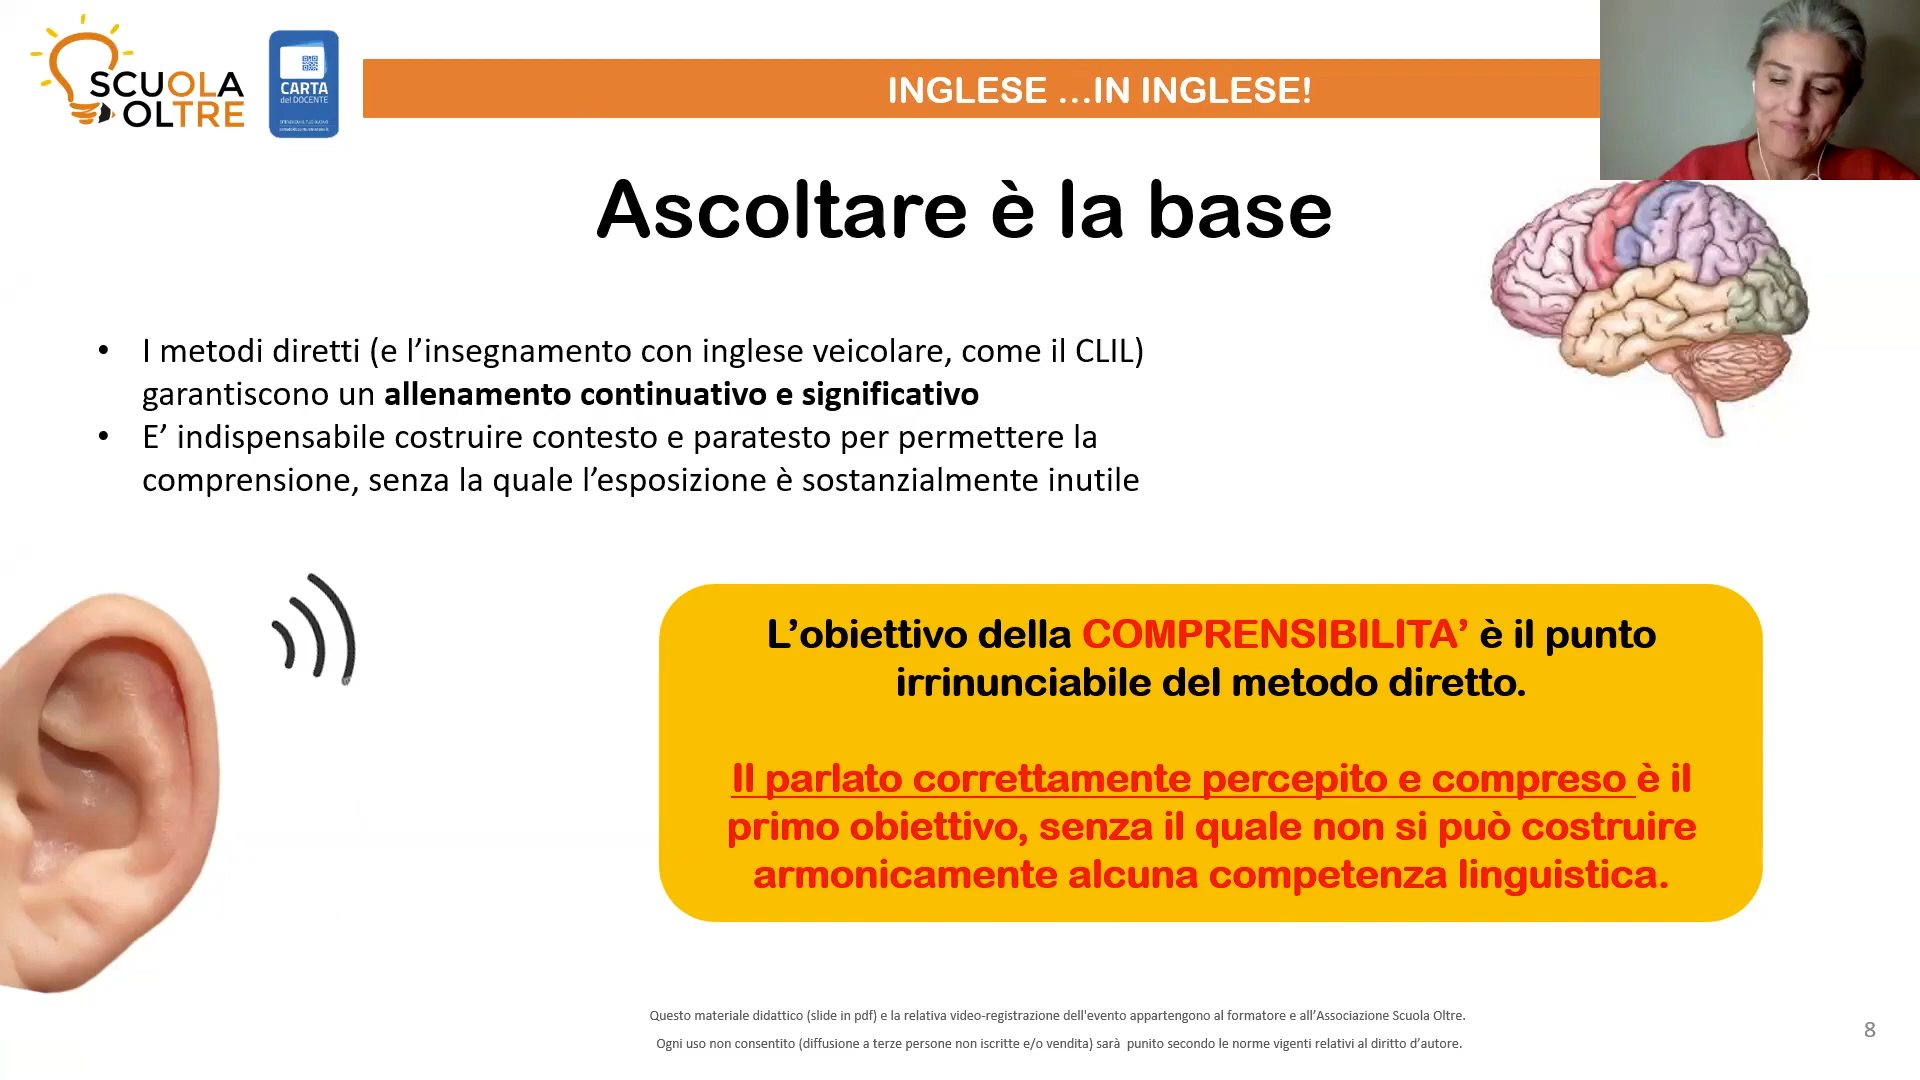 SCUOLA
OLTRE
CARTA
del DOCENTE
INGLESE ...IN INGLESE!
Ascoltare è la base
• I metodi diretti (e l’insegnamento con inglese veicolare, come il CLIL)
garantiscono un allenamento continuativo e significativo
• E’ indispensabile costruire contesto e paratesto per permettere la
comprensione, senza la quale l’esposizione è sostanzialmente inutile
L’obiettivo della COMPRENSIBILITA’ è il punto
irrinunciabile del metodo diretto.
Il parlato correttamente percepito e compreso è il
primo obiettivo, senza il quale non si può costruire
armonicamente alcuna competenza linguistica.
Questo materiale didattico (slide in pdf) e la relativa video-registrazione dell'evento appartengono al formatore e all’Associazione Scuola Oltre.
Ogni uso non consentito (diffusione a terze persone non iscritte e/o vendita) sarà punito secondo le norme vigenti relativi al diritto d’autore.
8